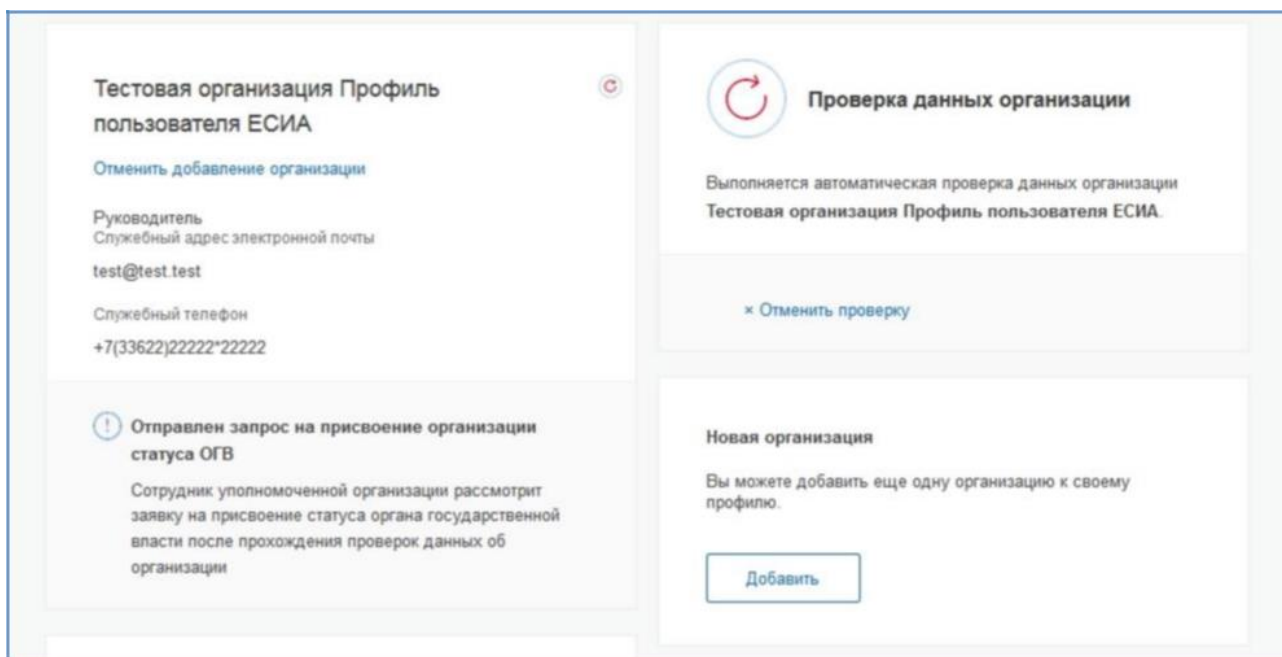 Тестовая организация Профиль
пользователя ЕСИА
Отменить добавление организации
Руководитель
Служебный адрес электронной почты
test@test.test
Служебный телефон
+7(33622)22222*22222
Отправлен запрос на присвоение организации
статуса ОГВ
Сотрудник уполномоченной организации рассмотрит
заявку на присвоение статуса органа государственной
власти после прохождения проверок данных об
организации
Проверка данных организации
Выполняется автоматическая проверка данных организации
Тестовая организация Профиль пользователя ЕСИА.
× Отменить проверку
Новая организация
Вы можете добавить еще одну организацию к своему
профилю.
Добавить